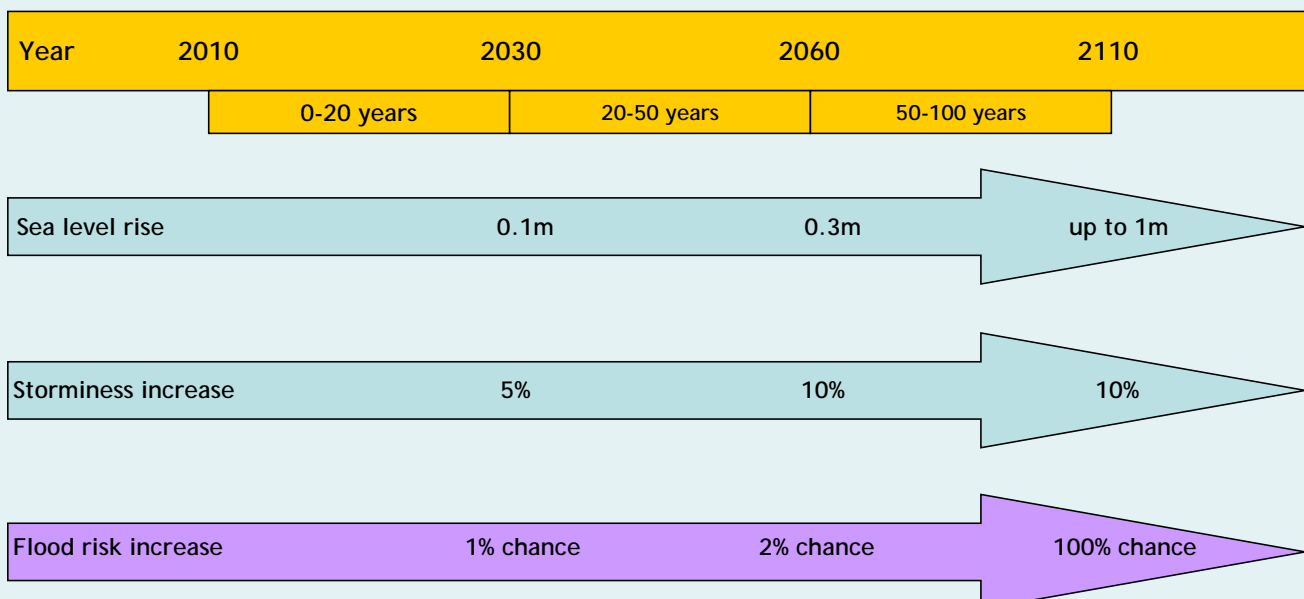 Year 2010 2030 2060 2110
0-20 years 20-50 years 50-100 years
Sea level rise 0.1m 0.3m up to 1m
Storminess increase 5% 10% 10%
Flood risk increase 1% chance 2% chance 100% chance